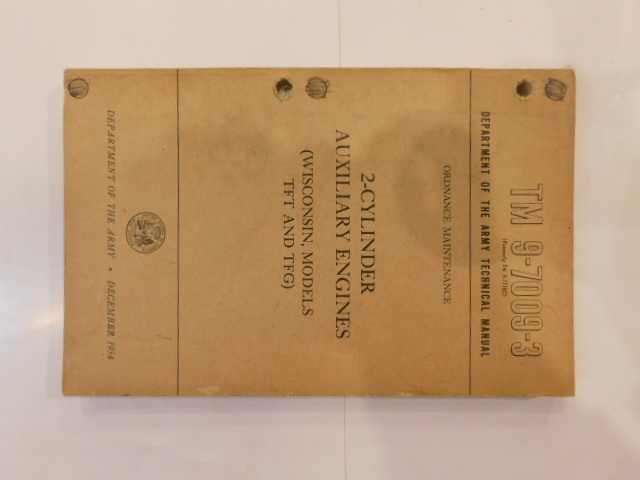 TM 9-7009-3
DEPARTMENT OF THE ARMY TECHNICAL MANUAL
ORDNANCE MAINTENANCE
2-CYLINDER
AUXILIARY ENGINES
(WISCONSIN, MODELS
TFT AND TFG)
DEPARTMENT OF THE ARMY • DECEMBER 1954